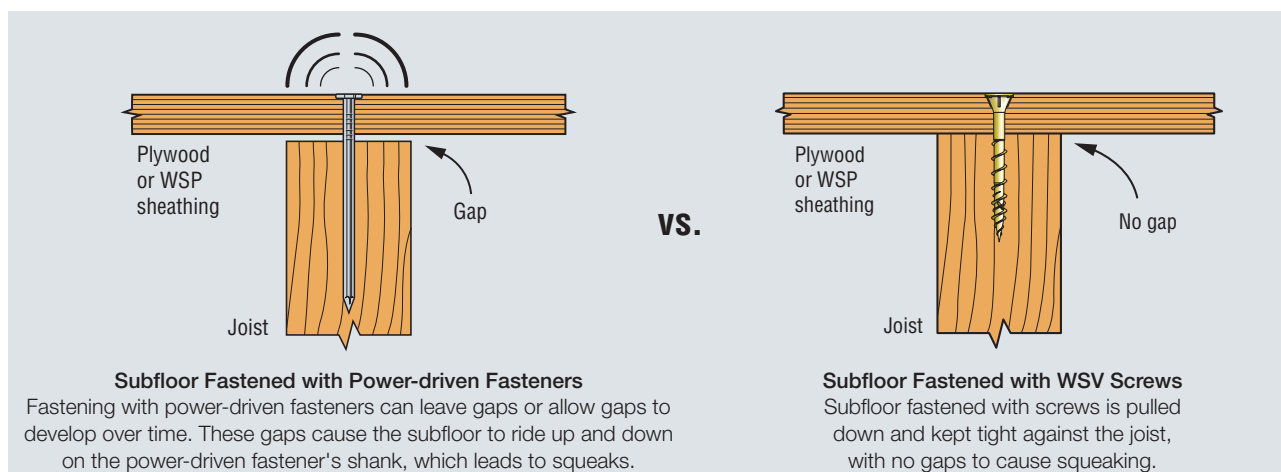 Plywood
or WSP
sheathing
Gap
Joist
Subfloor Fastened with Power-driven Fasteners
Fastening with power-driven fasteners can leave gaps or allow gaps to
develop over time. These gaps cause the subfloor to ride up and down
on the power-driven fastener's shank, which leads to squeaks.
vs.
Plywood
or WSP
sheathing
No gap
Joist
Subfloor Fastened with WSV Screws
Subfloor fastened with screws is pulled
down and kept tight against the joist,
with no gaps to cause squeaking.